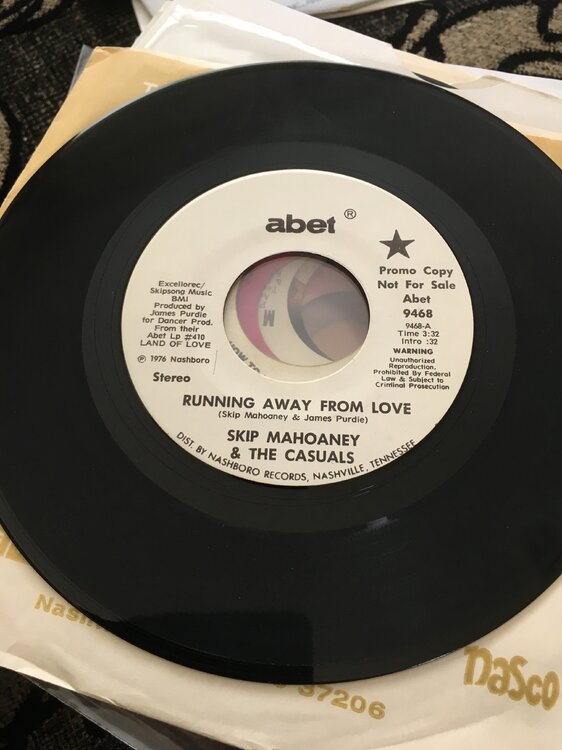 abet ®
Promo Copy
Not For Sale
Abet
9468
9468-A
Time 3:32
Intro :32
WARNING
Unauthorized
Reproduction.
Prohibited By Federal
Law & Subject to
Criminal Prosecution
Excellorec/
Skipsong Music
BMI
Produced by
James Purdie
for Dancer Prod.
From their
Abet Lp #410
LAND OF LOVE
℗ 1976 Nashboro
Stereo
RUNNING AWAY FROM LOVE
(Skip Mahoaney & James Purdie)
SKIP MAHOANEY
& THE CASUALS
DIST. BY NASHBORO RECORDS, NASHVILLE, TENNESSEE
37206
nasco